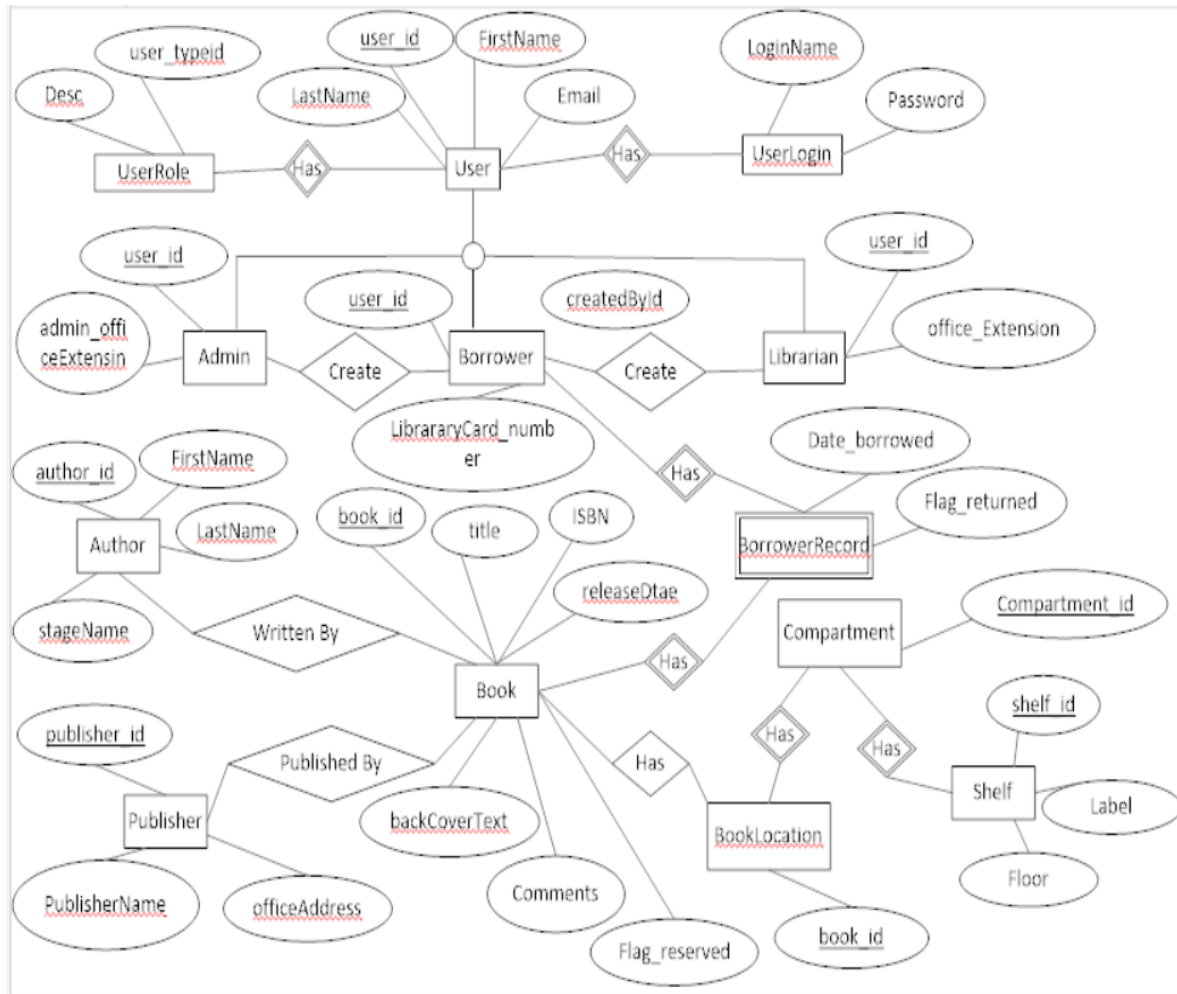 user_id
FirstName
LoginName
user_typeid
Desc
LastName
Email
Password
UserRole
Has
User
Has
UserLogin
user_id
user_id
createdById
user_id
admin_offi
ceExtensin
office_Extension
Admin
Create
Borrower
Create
Librarian
LibrararyCard_numb
er
Date_borrowed
author_id
FirstName
Has
Flag_returned
book_id
title
ISBN
Author
LastName
BorrowerRecord
releaseDtae
Compartment_id
stageName
Written By
Compartment
Has
Book
shelf_id
publisher_id
Has
Has
Published By
Has
Shelf
Label
Publisher
backCoverText
BookLocation
Floor
PublisherName
officeAddress
Comments
Flag_reserved
book_id